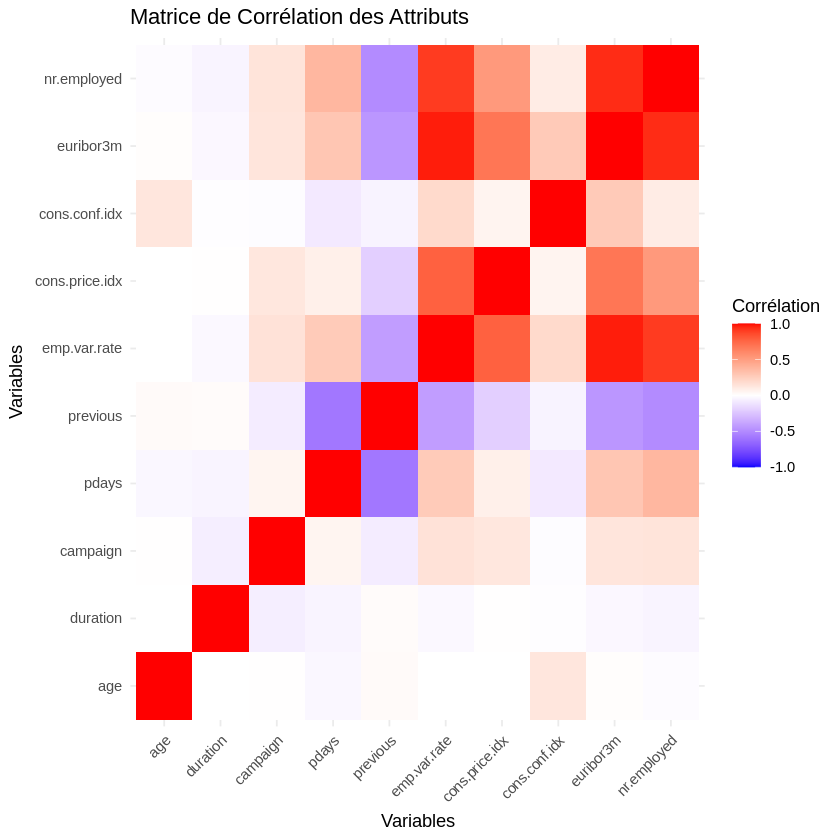 Matrice de Corrélation des Attributs
nr.employed
euribor3m
cons.conf.idx
cons.price.idx
emp.var.rate
previous
pdays
campaign
duration
age
Variables
age
duration
campaign
pdays
previous
emp.var.rate
cons.price.idx
cons.conf.idx
euribor3m
nr.employed
Variables
Corrélation
1.0
0.5
0.0
-0.5
-1.0